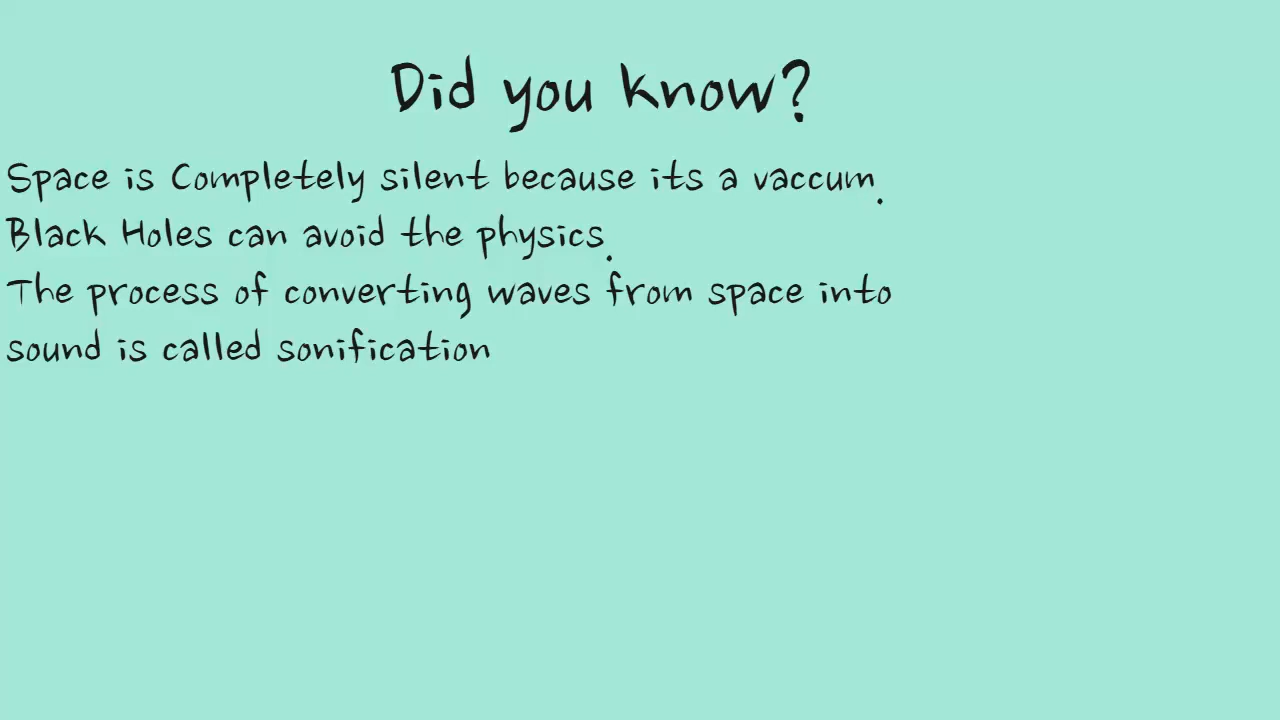 Did you know?
Space is Completely silent because its a vaccum.
Black Holes can avoid the physics.
The process of converting waves from space into
sound is called sonification